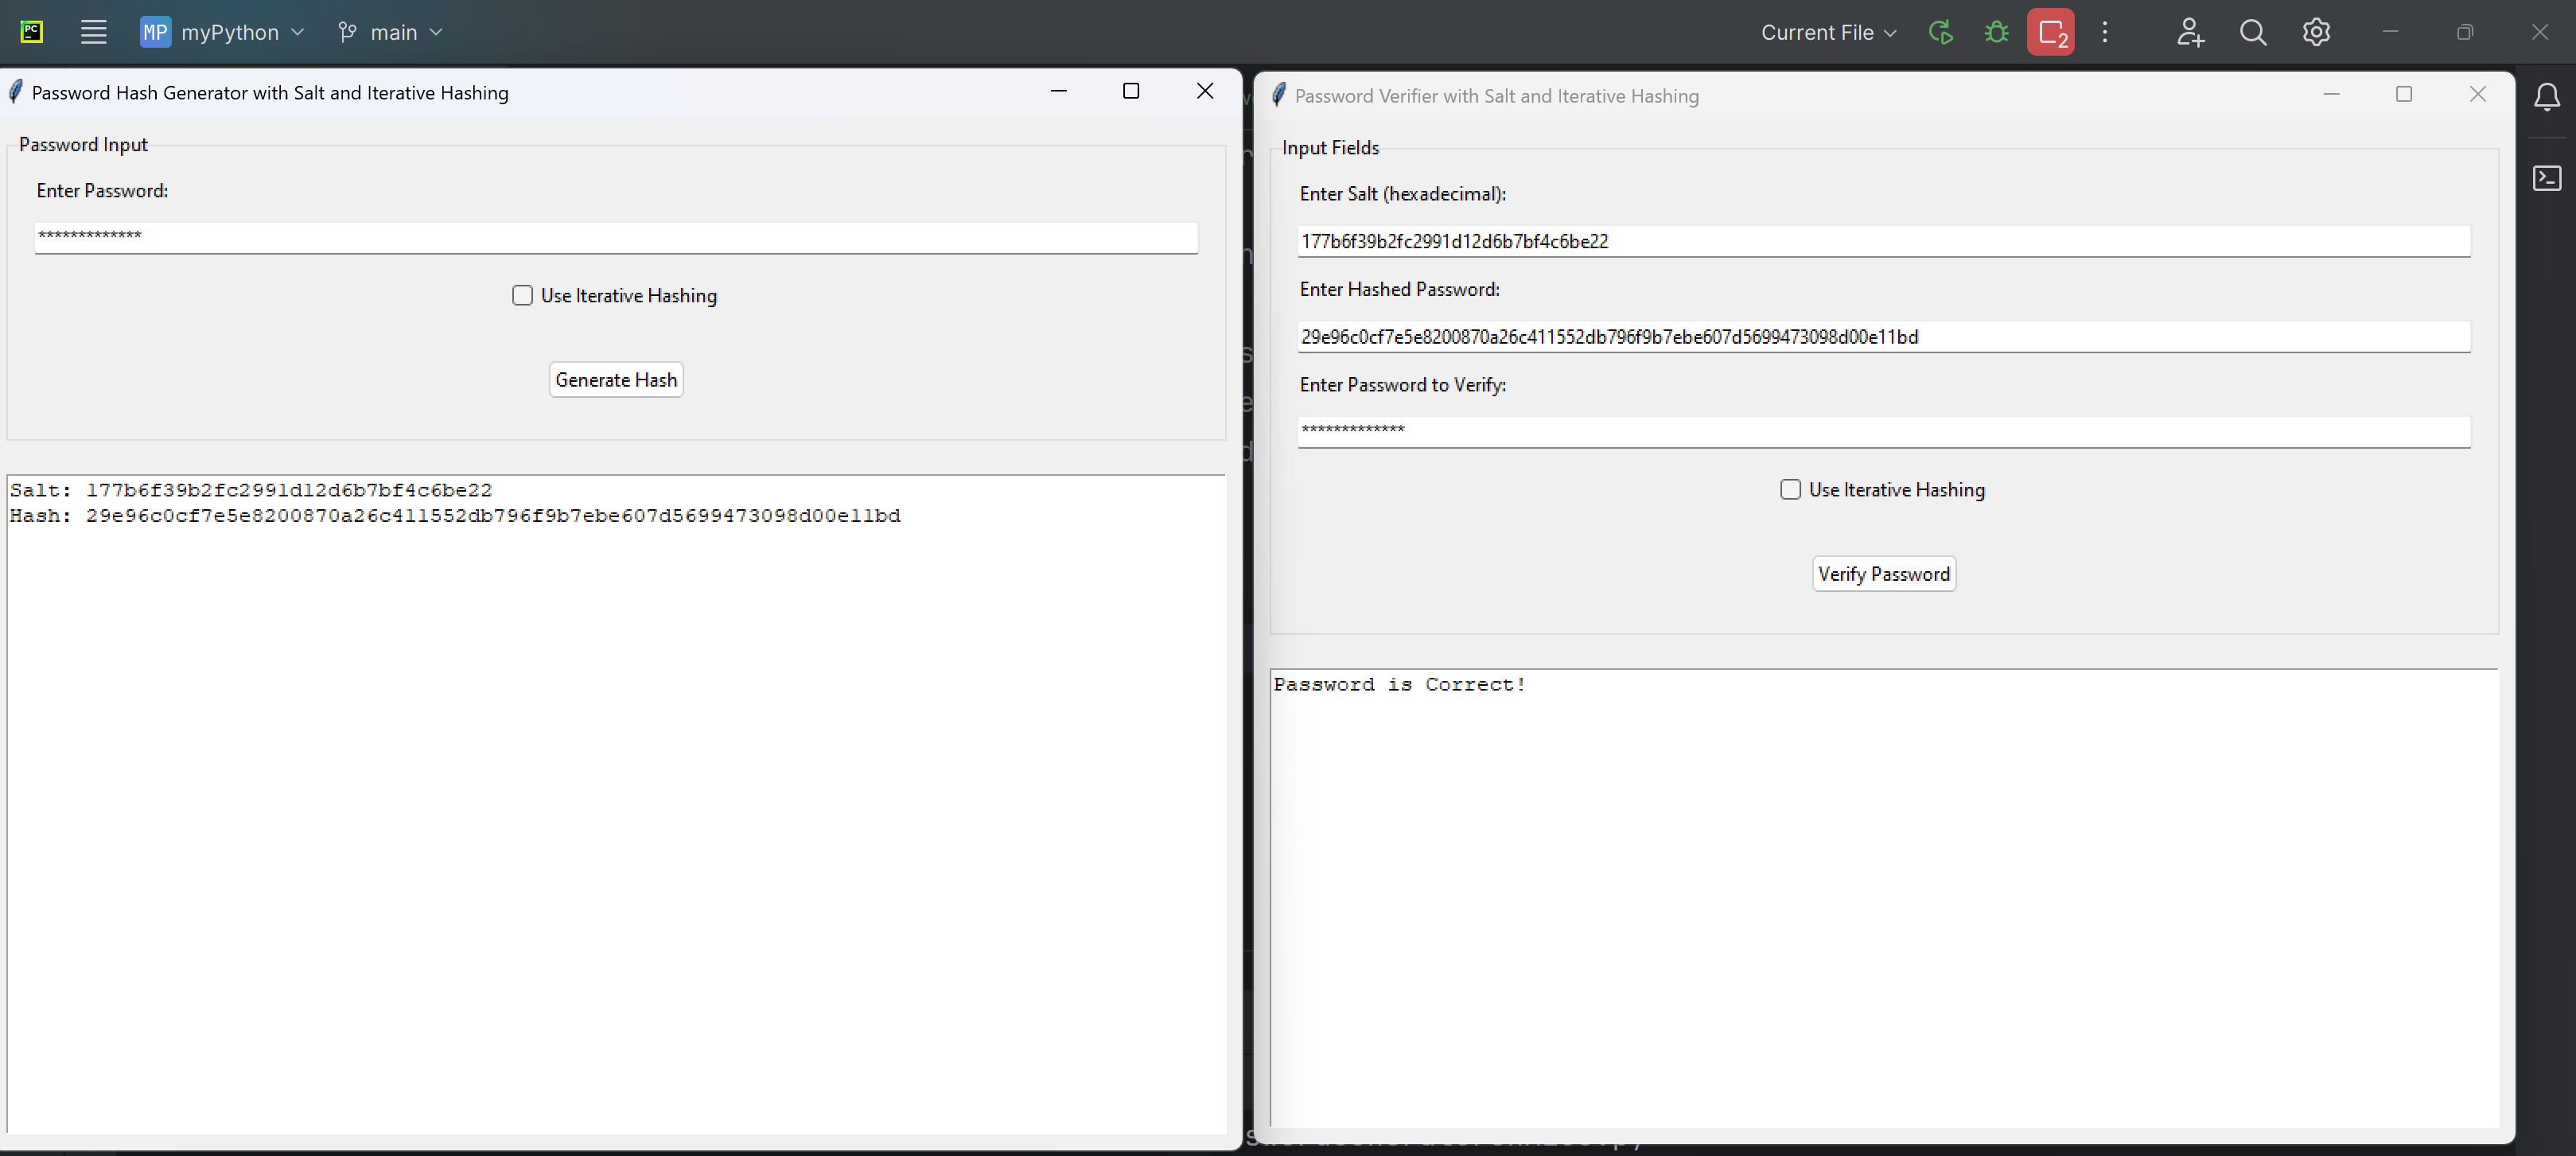 PC
MP myPython main Current File 2
Password Hash Generator with Salt and Iterative Hashing
Password Input
Enter Password:
*************
Use Iterative Hashing
Generate Hash
Salt: 177b6f39b2fc2991d12d6b7bf4c6be22
Hash: 29e96c0cf7e5e8200870a26c411552db796f9b7ebe607d5699473098d00e11bd
Password Verifier with Salt and Iterative Hashing
Input Fields
Enter Salt (hexadecimal):
177b6f39b2fc2991d12d6b7bf4c6be22
Enter Hashed Password:
29e96c0cf7e5e8200870a26c411552db796f9b7ebe607d5699473098d00e11bd
Enter Password to Verify:
*************
Use Iterative Hashing
Verify Password
Password is Correct!